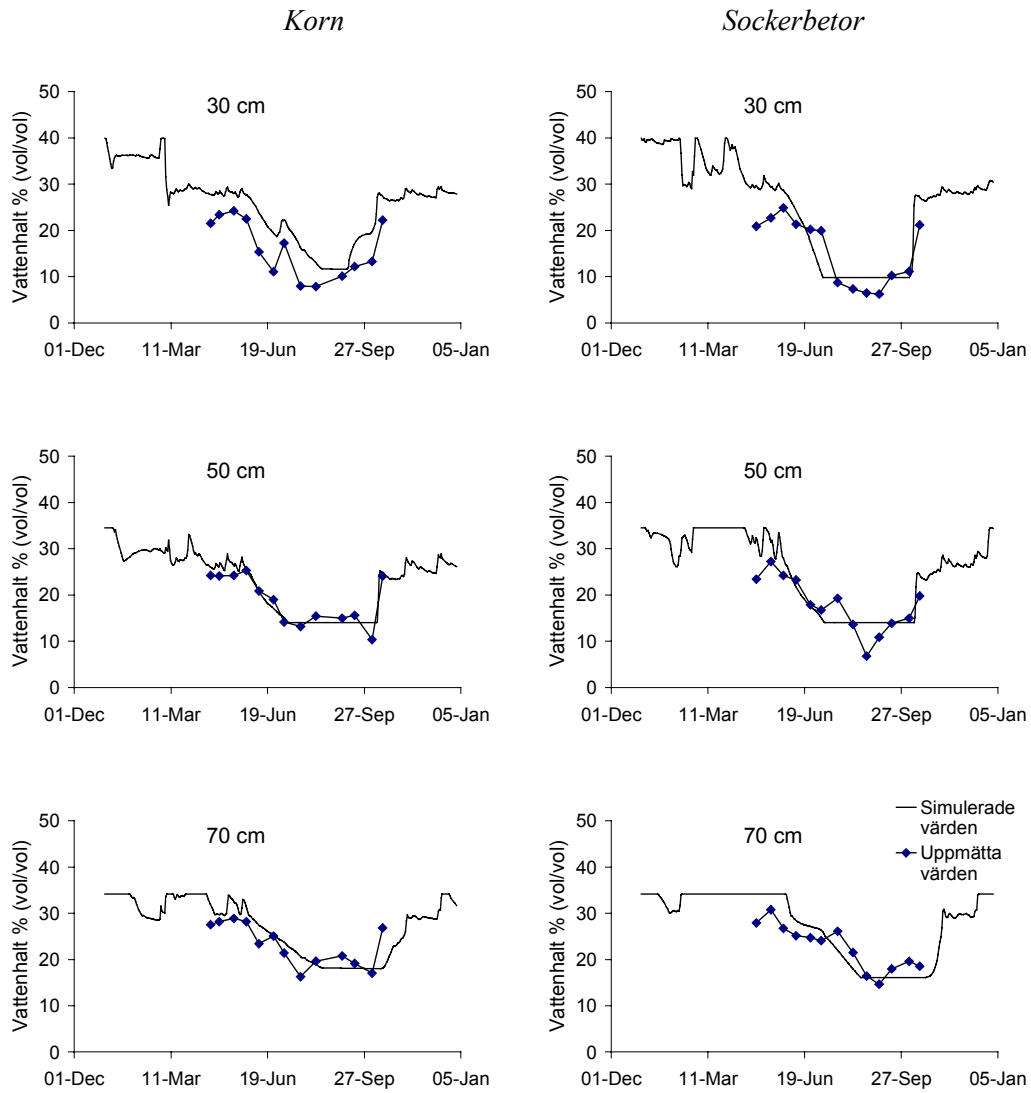 Korn
Sockerbetor
30 cm
Vattenhalt % (vol/vol)
50
40
30
20
10
0
01-Dec 11-Mar 19-Jun 27-Sep 05-Jan
30 cm
Vattenhalt % (vol/vol)
50
40
30
20
10
0
01-Dec 11-Mar 19-Jun 27-Sep 05-Jan
50 cm
Vattenhalt % (vol/vol)
50
40
30
20
10
0
01-Dec 11-Mar 19-Jun 27-Sep 05-Jan
50 cm
Vattenhalt % (vol/vol)
50
40
30
20
10
0
01-Dec 11-Mar 19-Jun 27-Sep 05-Jan
70 cm
Vattenhalt % (vol/vol)
50
40
30
20
10
0
01-Dec 11-Mar 19-Jun 27-Sep 05-Jan
70 cm
Vattenhalt % (vol/vol)
50
40
30
20
10
0
01-Dec 11-Mar 19-Jun 27-Sep 05-Jan
Simulerade
värden
Uppmätta
värden